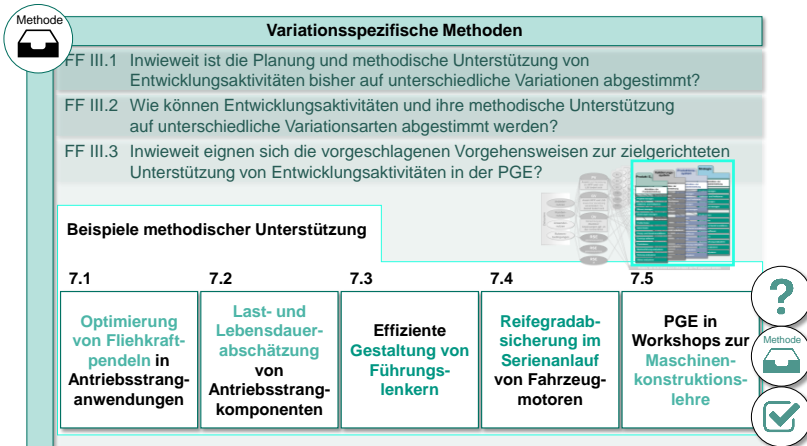 Methode
Variationsspezifische Methoden
FF III.1 Inwieweit ist die Planung und methodische Unterstützung von
Entwicklungsaktivitäten bisher auf unterschiedliche Variationen abgestimmt?
FF III.2 Wie können Entwicklungsaktivitäten und ihre methodische Unterstützung
auf unterschiedliche Variationsarten abgestimmt werden?
FF III.3 Inwieweit eignen sich die vorgeschlagenen Vorgehensweisen zur zielgerichteten
Unterstützung von Entwicklungsaktivitäten in der PGE?
Beispiele methodischer Unterstützung
7.1
Optimierung
von Fliehkraft-
pendeln in
Antriebsstrang-
anwendungen
7.2
Last- und
Lebensdauer-
abschätzung
von
Antriebsstrang-
komponenten
7.3
Effiziente
Gestaltung von
Führungs-
lenkern
7.4
Reifegradab-
sicherung im
Serienanlauf
von Fahrzeug-
motoren
7.5
PGE in
Workshops zur
Maschinen-
konstruktions-
lehre
?
Methode